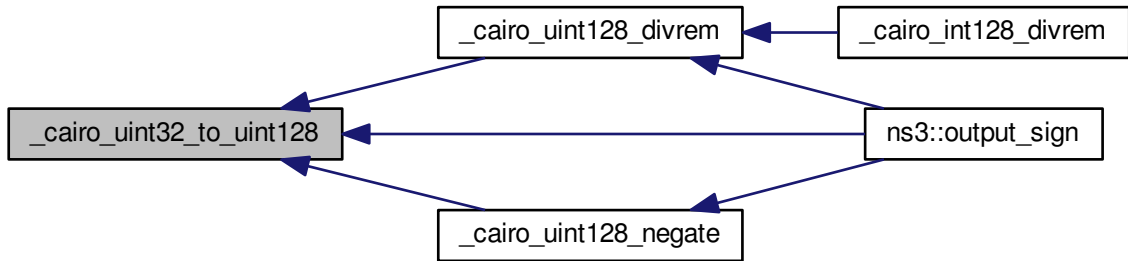 _cairo_uint128_divrem
_cairo_int128_divrem
_cairo_uint32_to_uint128
ns3::output_sign
_cairo_uint128_negate